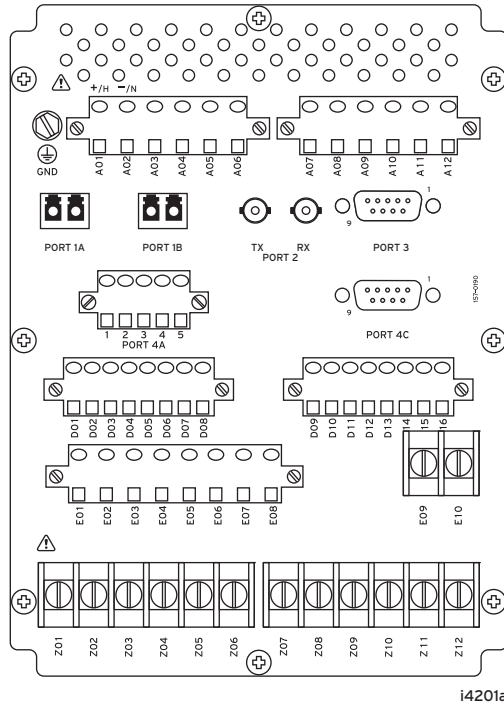 +/H −/N
GND
A01 A02 A03 A04 A05 A06
A07 A08 A09 A10 A11 A12
PORT 1A
PORT 1B
TX RX
PORT 2
1
9
PORT 3
157-0190
1 2 3 4 5
PORT 4A
1
9
PORT 4C
D01 D02 D03 D04 D05 D06 D07 D08
D09 D10 D11 D12 D13 14 15 16
E01 E02 E03 E04 E05 E06 E07 E08
E09 E10
Z01 Z02 Z03 Z04 Z05 Z06
Z07 Z08 Z09 Z10 Z11 Z12
i4201a